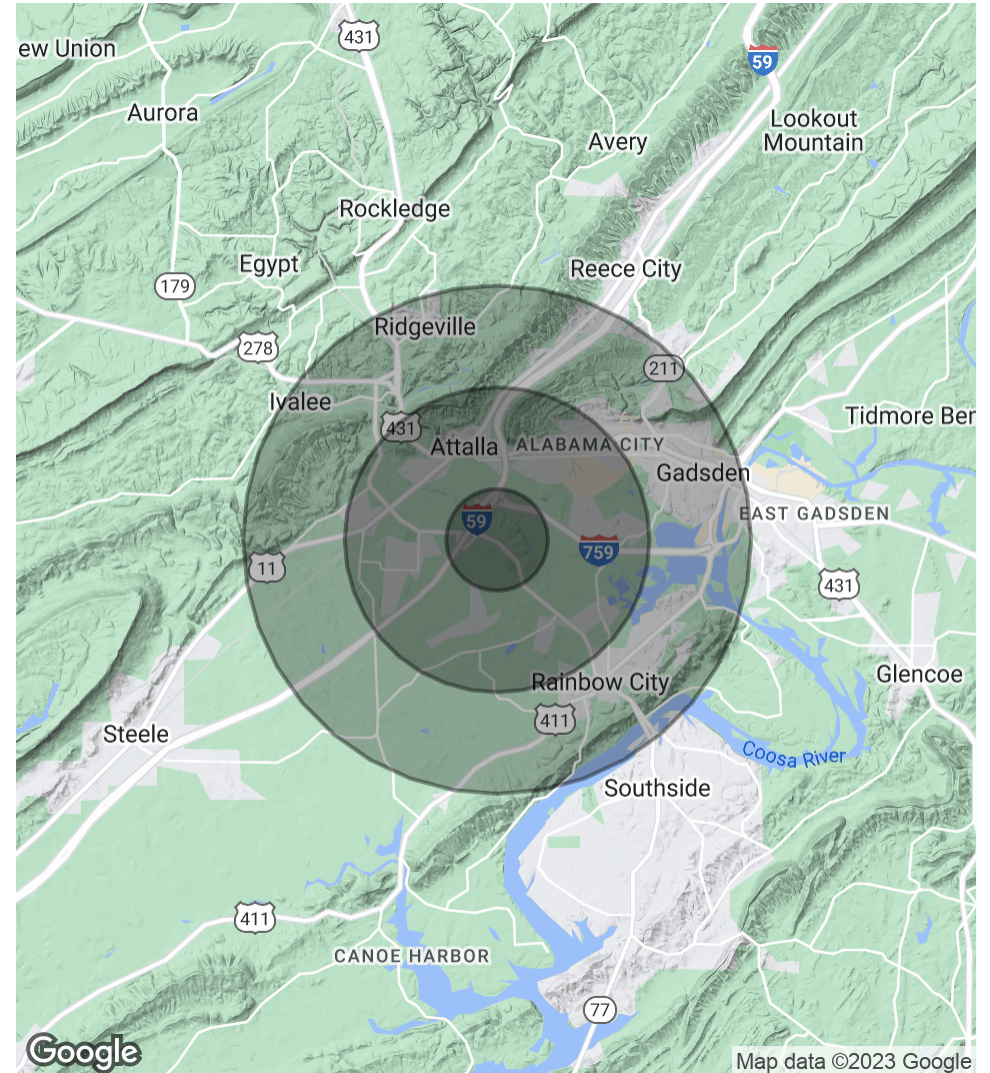 431
ew Union
59
Aurora
Lookout
Mountain
Avery
Rockledge
Egypt
Reece City
179
Ridgeville
278
211
Ivalee
431
Tidmore Ber
Attalla
ALABAMA CITY
Gadsden
59
EAST GADSDEN
759
11
431
Glencoe
Rainbow City
411
Steele
Coosa River
Southside
411
CANOE HARBOR
77
Google
Map data ©2023 Google